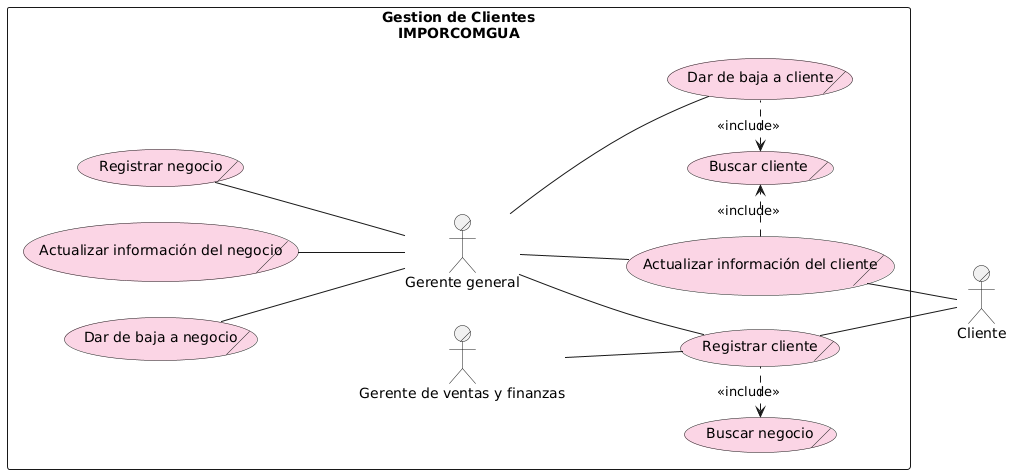 Gestion de Clientes
IMPORCOMGUA
Dar de baja a cliente
«include»
Registrar negocio
Buscar cliente
«include»
Actualizar información del negocio
Actualizar información del cliente
Gerente general
Cliente
Dar de baja a negocio
Registrar cliente
Gerente de ventas y finanzas
«include»
Buscar negocio